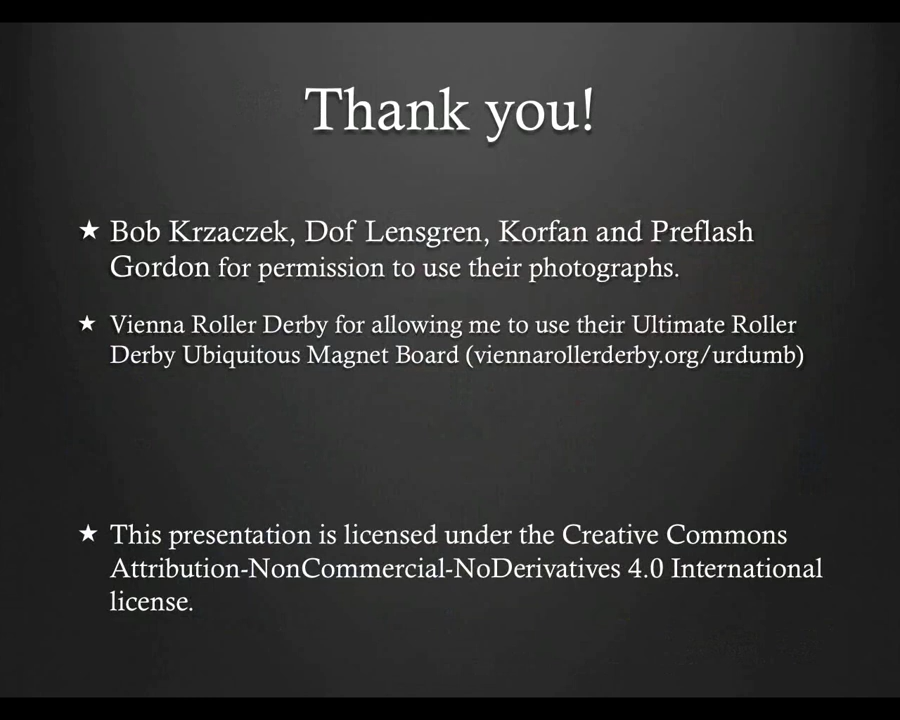 Thank you!
★ Bob Krzaczek, Dof Lensgren, Korfan and Preflash
Gordon for permission to use their photographs.
★ Vienna Roller Derby for allowing me to use their Ultimate Roller
Derby Ubiquitous Magnet Board (viennarollerderby.org/urdumb)
★ This presentation is licensed under the Creative Commons
Attribution-NonCommercial-NoDerivatives 4.0 International
license.